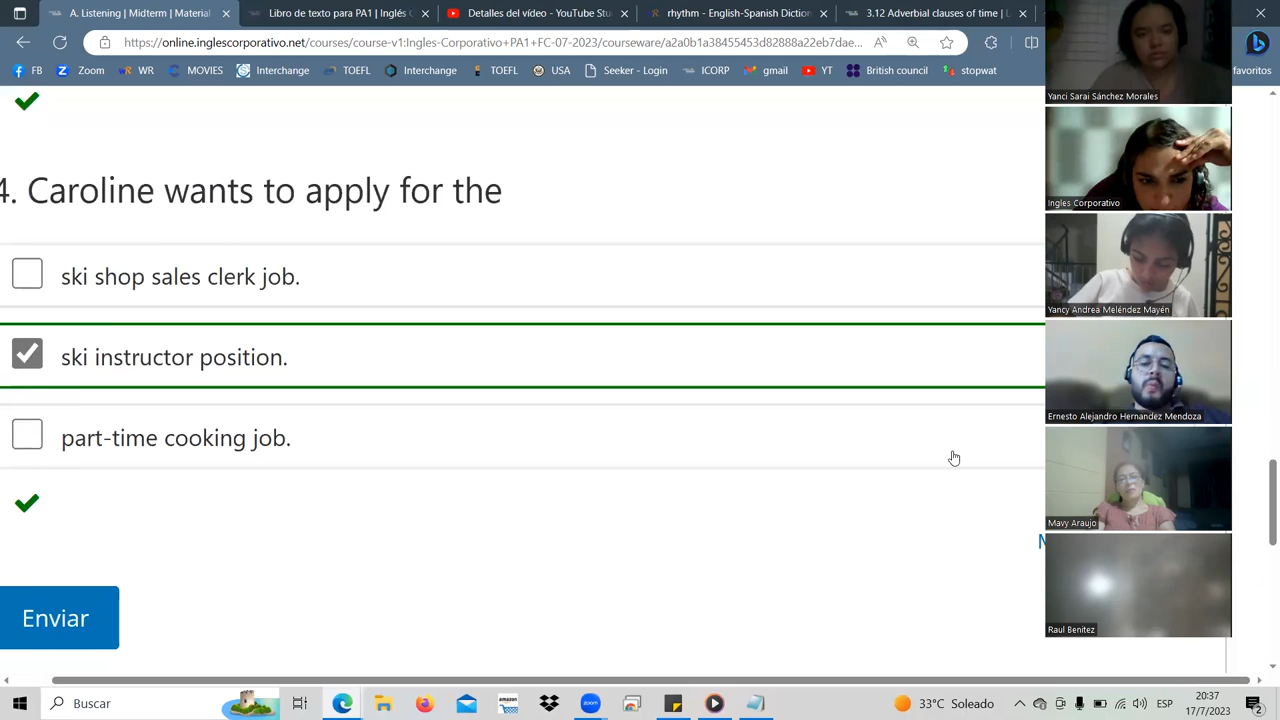 A. Listening | Midterm | Material
Libro de texto para PA1 | Inglés C
Detalles del vídeo - YouTube Stu
rhythm - English-Spanish Diction
3.12 Adverbial clauses of time | L
https://online.inglescorporativo.net/courses/course-v1:Ingles-Corporativo+PA1+FC-07-2023/courseware/a2a0b1a38455453d82888a22eb7dae...
FB
Zoom
WR
MOVIES
Interchange
TOEFL
Interchange
TOEFL
USA
Seeker - Login
ICORP
gmail
YT
British council
stopwat
favoritos
Yanci Sarai Sánchez Morales
4. Caroline wants to apply for the
Ingles Corporativo
ski shop sales clerk job.
Yancy Andrea Meléndez Mayén
ski instructor position.
Ernesto Alejandro Hernandez Mendoza
part-time cooking job.
Mavy Araujo
Enviar
Raul Benitez
Buscar
amazon
zoom
33°C Soleado
ESP
20:37
17/7/2023
2